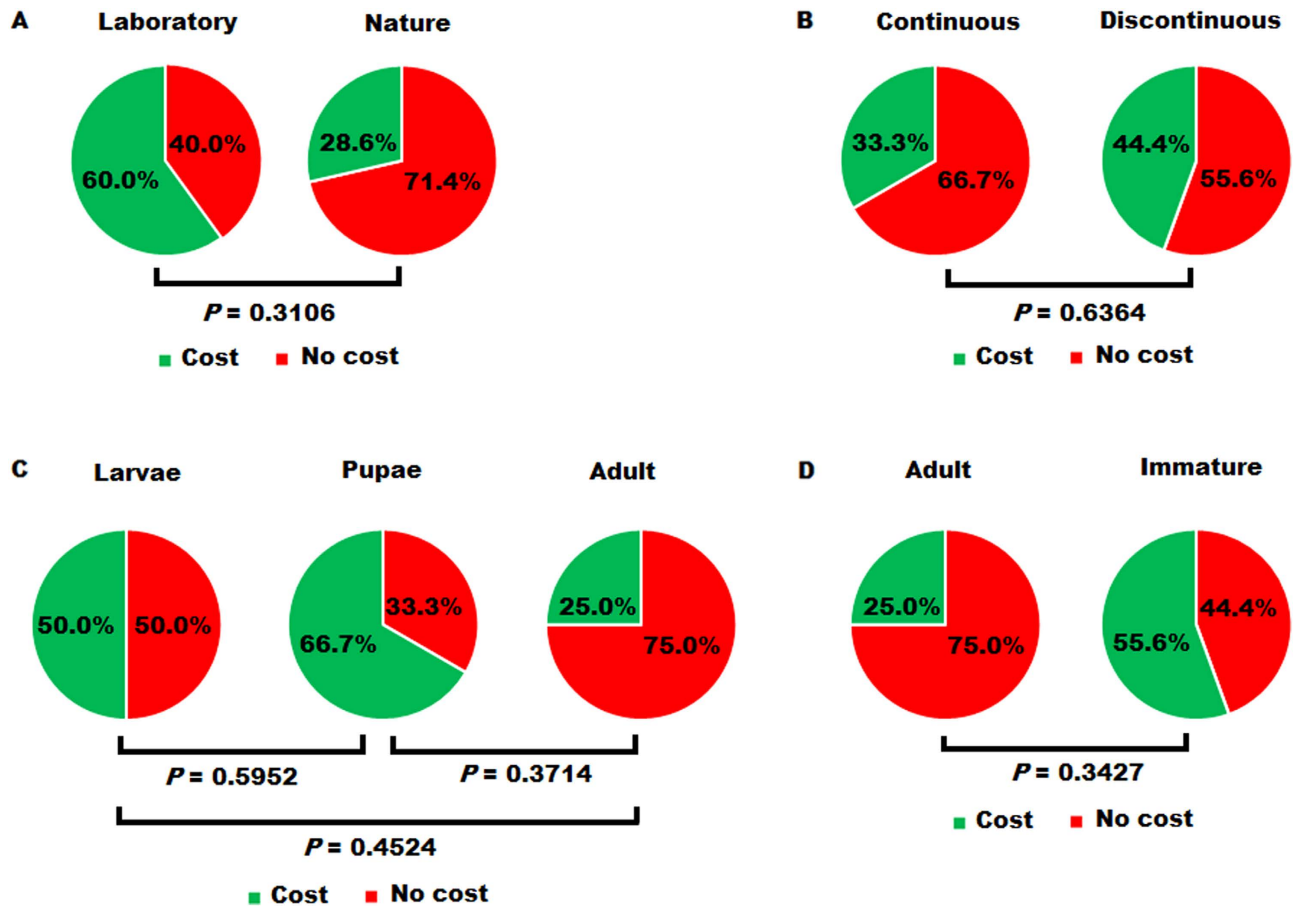 A
Laboratory
Nature
40.0%
60.0%
28.6%
71.4%
P = 0.3106
Cost
No cost
B
Continuous
Discontinuous
33.3%
66.7%
44.4%
55.6%
P = 0.6364
Cost
No cost
C
Larvae
Pupae
Adult
50.0%
50.0%
33.3%
66.7%
25.0%
75.0%
P = 0.5952
P = 0.3714
P = 0.4524
Cost
No cost
D
Adult
Immature
25.0%
75.0%
44.4%
55.6%
P = 0.3427
Cost
No cost